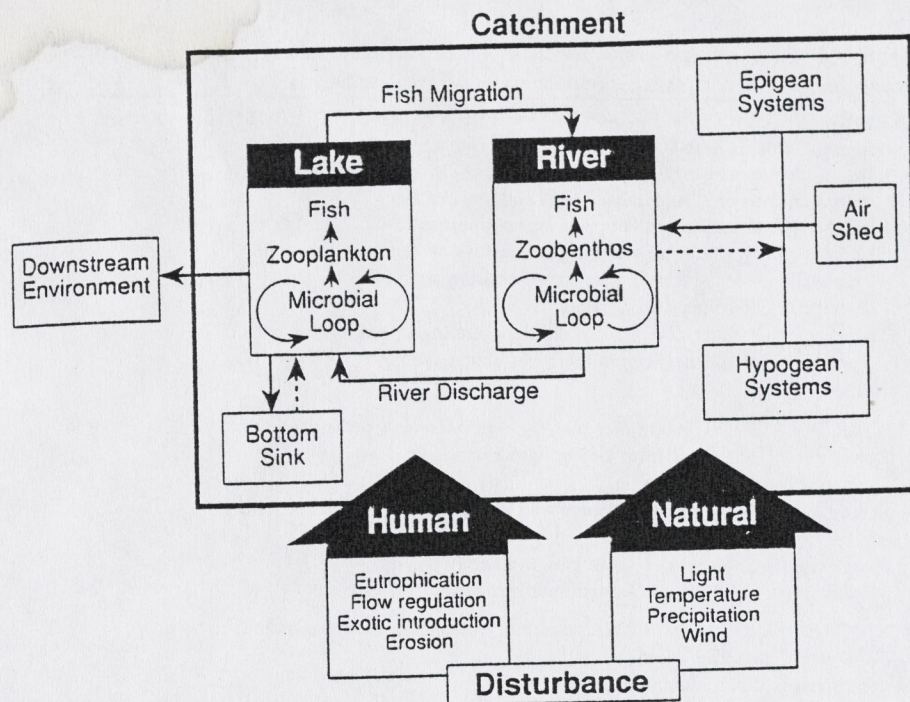 Catchment
Fish Migration
Epigean
Systems
Lake
Fish
Zooplankton
Microbial
Loop
River
Fish
Zoobenthos
Microbial
Loop
Air
Shed
Downstream
Environment
River Discharge
Hypogean
Systems
Bottom
Sink
Human
Eutrophication
Flow regulation
Exotic introduction
Erosion
Natural
Light
Temperature
Precipitation
Wind
Disturbance